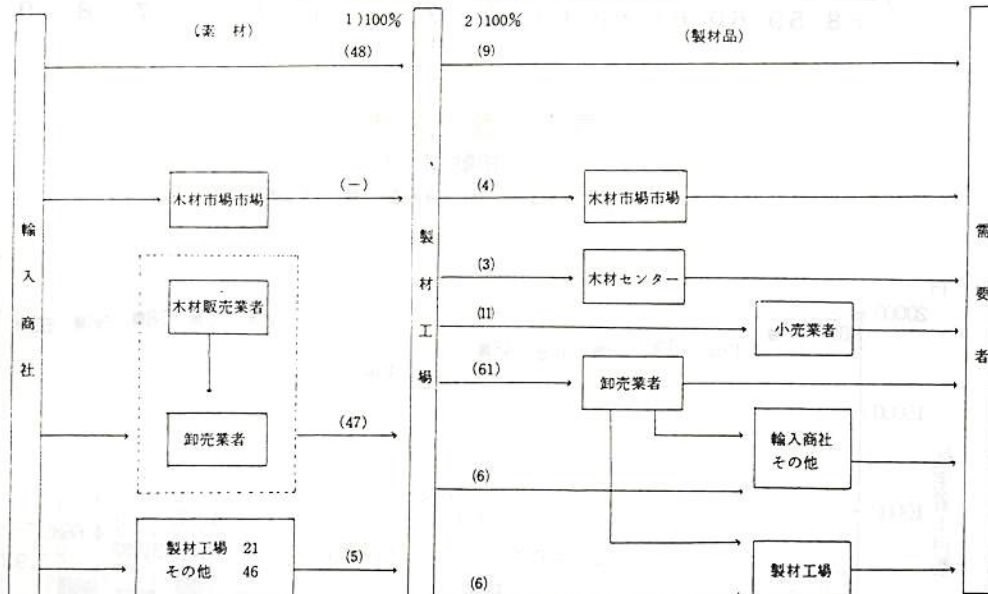 (素 材)
1)100%
2)100%
(製材品)
(48)
(9)
(-)
(4)
木材市場市場
木材市場市場
輸入商社
製材工場
需要者
(3)
木材センター
木材販売業者
(11)
小売業者
(61)
卸売業者
卸売業者
(47)
輸入商社
その他
(6)
製材工場 21
その他 46
(5)
製材工場
(6)